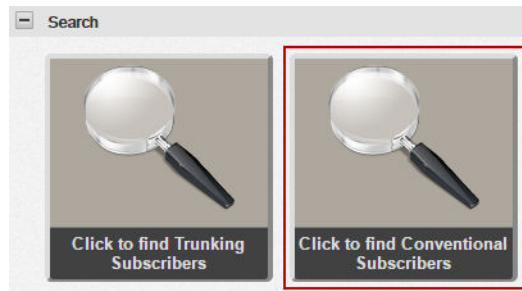 Search
Click to find Trunking
Subscribers
Click to find Conventional
Subscribers